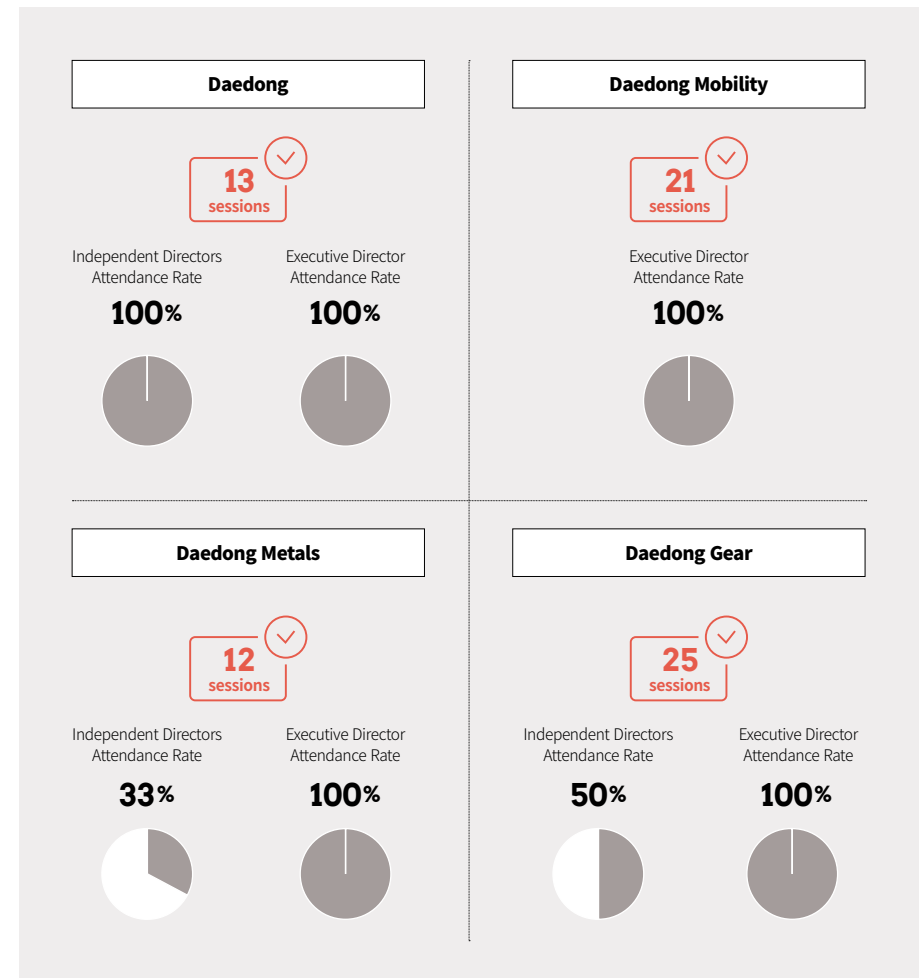 Daedong
13
sessions
Independent Directors
Attendance Rate
100%
Executive Director
Attendance Rate
100%
Daedong Mobility
21
sessions
Executive Director
Attendance Rate
100%
Daedong Metals
12
sessions
Independent Directors
Attendance Rate
33%
Executive Director
Attendance Rate
100%
Daedong Gear
25
sessions
Independent Directors
Attendance Rate
50%
Executive Director
Attendance Rate
100%